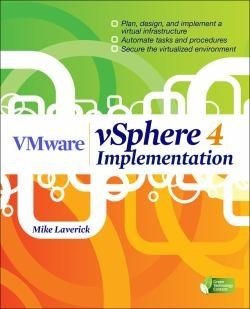 Plan, design, and implement a
virtual infrastructure
Automate tasks and procedures
Secure the virtualized environment
VMware
vSphere 4
Implementation
Mike Laverick